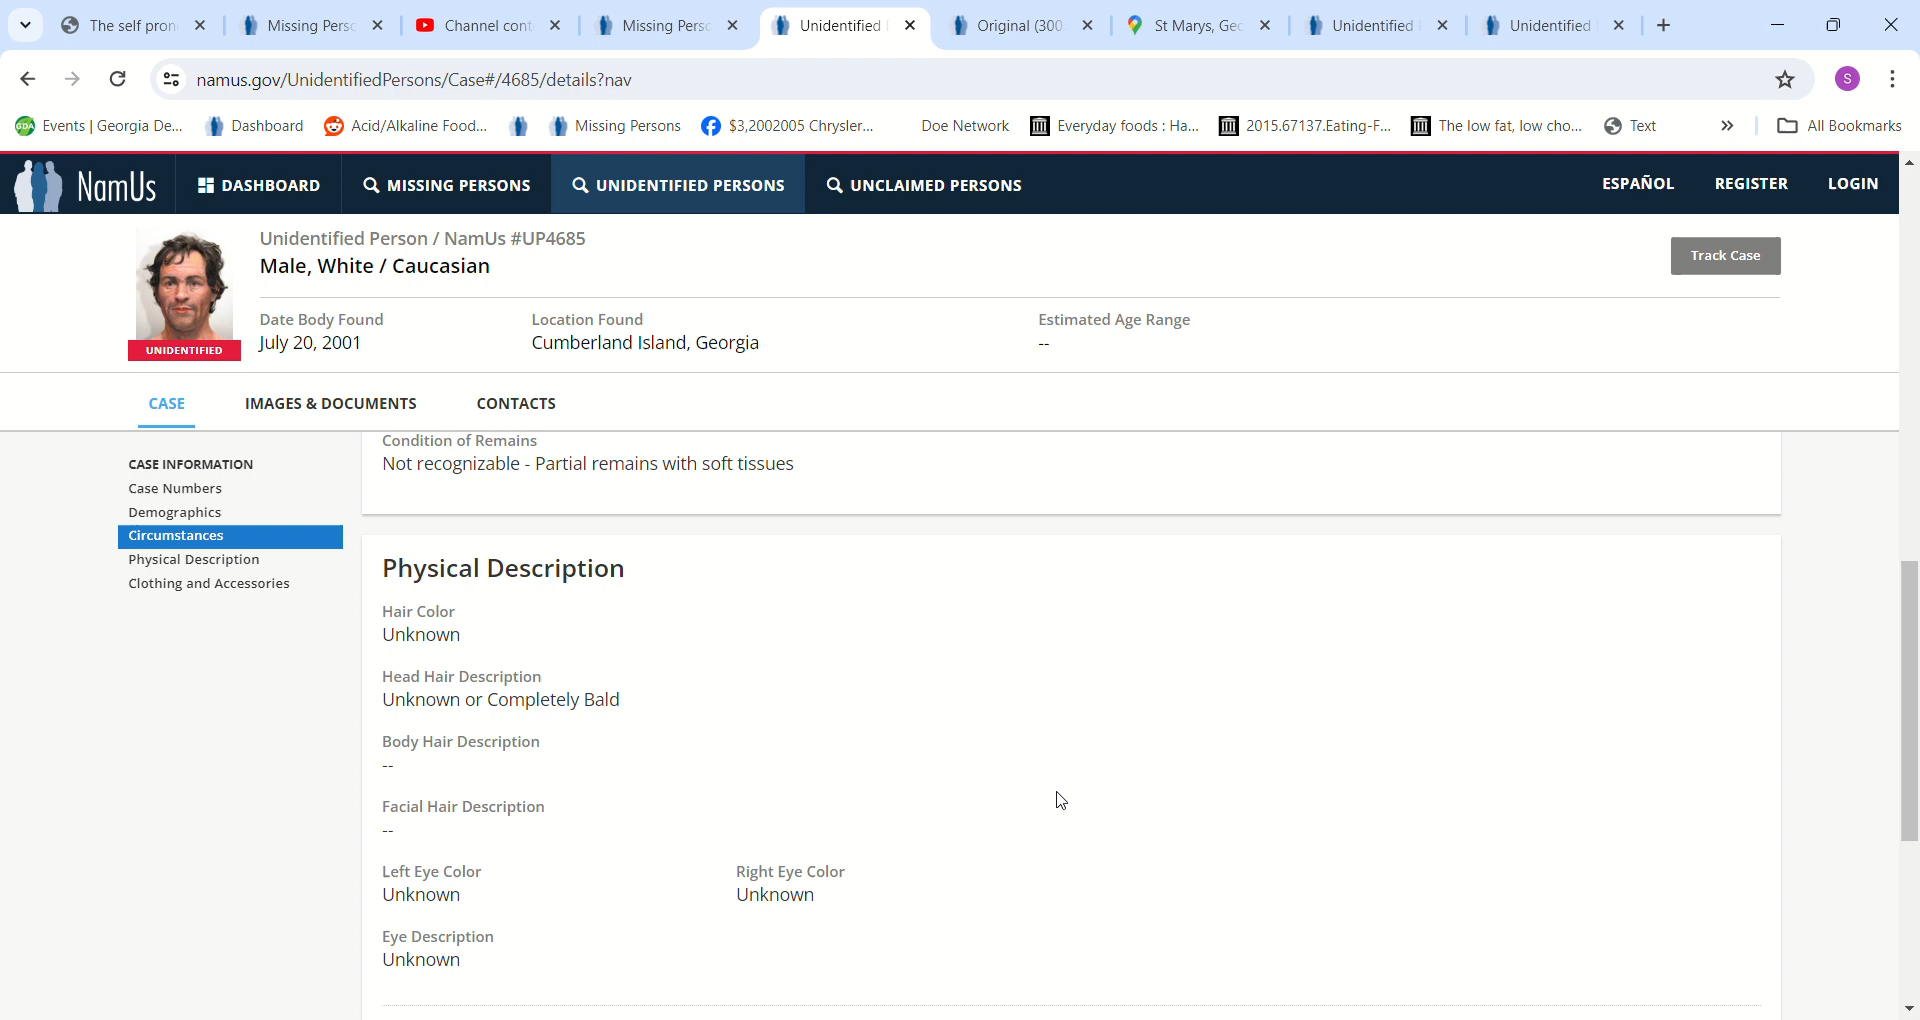 The self pron
Missing Pers
Channel cont
Missing Pers
Unidentified
Original (300
St Marys, Geo
Unidentified
Unidentified
namus.gov/UnidentifiedPersons/Case#/4685/details?nav
S
Events | Georgia De...
Dashboard
Acid/Alkaline Food...
Missing Persons
$3,2002005 Chrysler...
Doe Network
Everyday foods : Ha...
2015.67137.Eating-F...
The low fat, low cho...
Text
All Bookmarks
NamUs
DASHBOARD
MISSING PERSONS
UNIDENTIFIED PERSONS
UNCLAIMED PERSONS
ESPAÑOL
REGISTER
LOGIN
Unidentified Person / NamUs #UP4685
Male, White / Caucasian
Track Case
UNIDENTIFIED
Date Body Found
July 20, 2001
Location Found
Cumberland Island, Georgia
Estimated Age Range
--
CASE
IMAGES & DOCUMENTS
CONTACTS
CASE INFORMATION
Case Numbers
Demographics
Circumstances
Physical Description
Clothing and Accessories
Condition of Remains
Not recognizable - Partial remains with soft tissues
Physical Description
Hair Color
Unknown
Head Hair Description
Unknown or Completely Bald
Body Hair Description
--
Facial Hair Description
--
Left Eye Color
Unknown
Right Eye Color
Unknown
Eye Description
Unknown